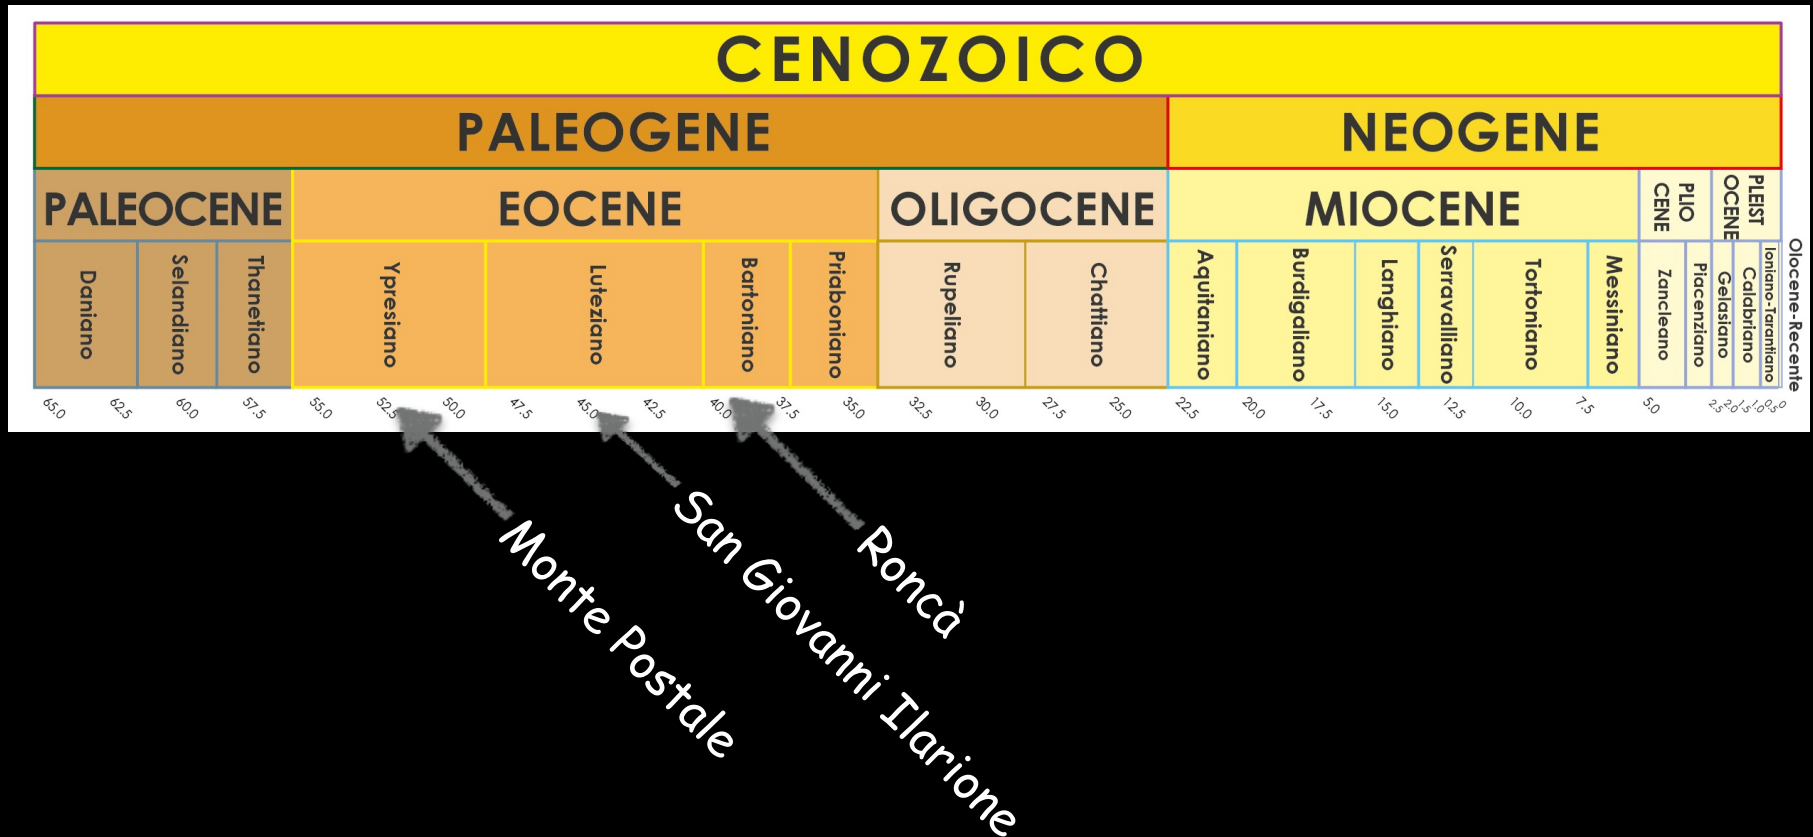 CENOZOICO
PALEOGENE
NEOGENE
PALEOCENE
EOCENE
OLIGOCENE
MIOCENE
PLIO
CENE
PLEIST
OCENE
Daniano
Selandiano
Thanetiano
Ypresiano
Luteziano
Bartoniano
Priaboniano
Rupeliano
Chattiano
Aquitaniano
Burdigaliano
Langhiano
Serravalliano
Tortoniano
Messiniano
Zancleano
Piacenziano
Gelasiano
Calabriano
Ioniano-Tarantiano
Olocene-Recente
65.0
62.5
60.0
57.5
55.0
52.5
50.0
47.5
45.0
42.5
40.0
37.5
35.0
32.5
30.0
27.5
25.0
22.5
20.0
17.5
15.0
12.5
10.0
7.5
5.0
2.5
2.0
1.5
1.0
0.5
0
Monte Postale
San Giovanni Ilarione
Roncà